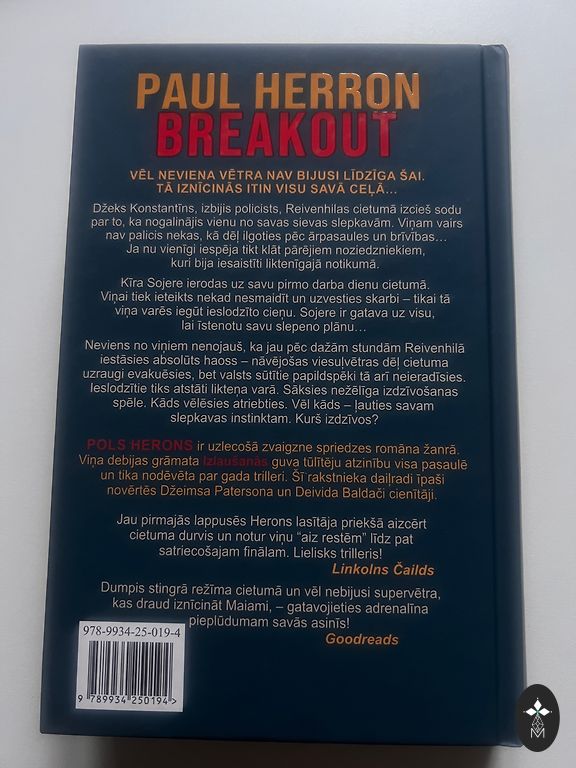 PAUL HERRON
BREAKOUT
VĒL NEVIENA VĒTRA NAV BIJUSI LĪDZĪGA ŠAI.
TĀ IZNĪCINĀS ITIN VISU SAVĀ CEĻĀ...
Džeks Konstantīns, izbijis policists, Reivenhilas cietumā izcieš sodu
par to, ka nogalinājis vienu no savas sievas slepkavām. Viņam vairs
nav palicis nekas, kā dēļ ilgoties pēc ārpasaules un brīvības...
Ja nu vienīgi iespēja tikt klāt pārējiem noziedzniekiem,
kuri bija iesaistīti liktenīgajā notikumā.
Kīra Sojere ierodas uz savu pirmo darba dienu cietumā.
Viņai tiek ieteikts nekad nesmaidīt un uzvesties skarbi – tikai tā
viņa varēs iegūt ieslodzīto cieņu. Sojere ir gatava uz visu,
lai īstenotu savu slepeno plānu...
Neviens no viņiem nenojauš, ka jau pēc dažām stundām Reivenhilā
iestāsies absolūts haoss – nāvējošas viesuļvētras dēļ cietuma
uzraugi evakuēsies, bet valsts sūtītie papildspēki tā arī neieradīsies.
Ieslodzītie tiks atstāti likteņa varā. Sāksies nežēlīga izdzīvošanas
spēle. Kāds vēlēsies atriebties. Vēl kāds – ļauties savam
slepkavas instinktam. Kurš izdzīvos?
POLS HERONS ir uzlecošā zvaigzne spriedzes romāna žanrā.
Viņa debijas grāmata Izlaušanās guva tūlītēju atzinību visa pasaulē
un tika nodēvēta par gada trilleri. Šī rakstnieka daiļradi īpaši
novērtēs Džeimsa Patersona un Deivida Baldači cienītāji.
Jau pirmajās lappusēs Herons lasītāja priekšā aizcērt
cietuma durvis un notur viņu “aiz restēm” līdz pat
satriecošajam finālam. Lielisks trilleris!
Linkolns Čailds
Dumpis stingrā režīma cietumā un vēl nebijusi supervētra,
kas draud iznīcināt Maiami, – gatavojieties adrenalīna
pieplūdumam savās asinīs!
Goodreads
978-9934-25-019-4
9 789934 250194 >
M